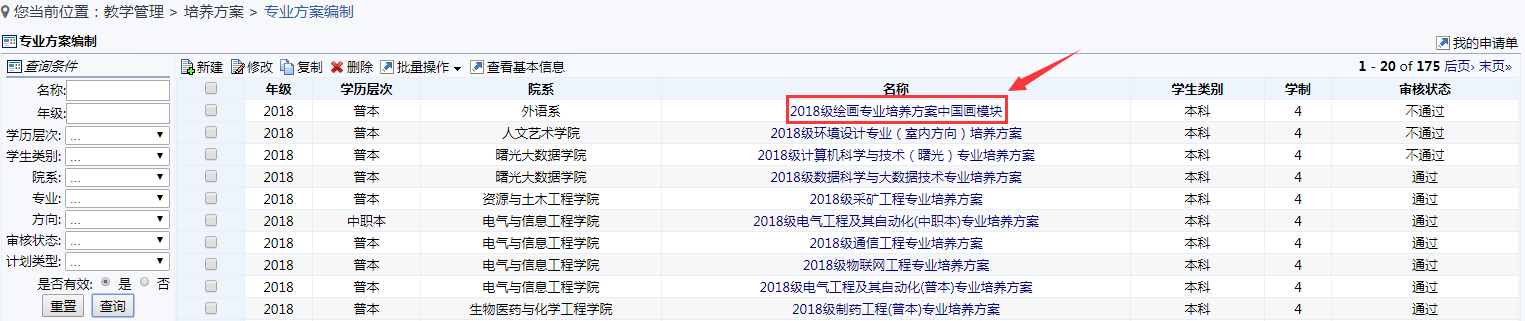 您当前位置：教学管理 > 培养方案 > 专业方案编制
专业方案编制
我的申请单
查询条件
名称:
年级:
学历层次: ...
学生类别: ...
院系: ...
专业: ...
方向: ...
审核状态: ...
计划类型: ...
是否有效: 是 否
重置 查询
新建 修改 复制 删除 批量操作 查看基本信息 1 - 20 of 175 后页› 末页»
年级 学历层次 院系 名称 学生类别 学制 审核状态
2018 普本 外语系 2018级绘画专业培养方案中国画模块 本科 4 不通过
2018 普本 人文艺术学院 2018级环境设计专业（室内方向）培养方案 本科 4 不通过
2018 普本 曙光大数据学院 2018级计算机科学与技术（曙光）专业培养方案 本科 4 不通过
2018 普本 曙光大数据学院 2018级数据科学与大数据技术专业培养方案 本科 4 通过
2018 普本 资源与土木工程学院 2018级采矿工程专业培养方案 本科 4 通过
2018 中职本 电气与信息工程学院 2018级电气工程及其自动化(中职本)专业培养方案 本科 4 通过
2018 普本 电气与信息工程学院 2018级通信工程专业培养方案 本科 4 通过
2018 普本 电气与信息工程学院 2018级物联网工程专业培养方案 本科 4 通过
2018 普本 电气与信息工程学院 2018级电气工程及其自动化(普本)专业培养方案 本科 4 通过
2018 普本 生物医药与化学工程学院 2018级制药工程(普本)专业培养方案 本科 4 通过